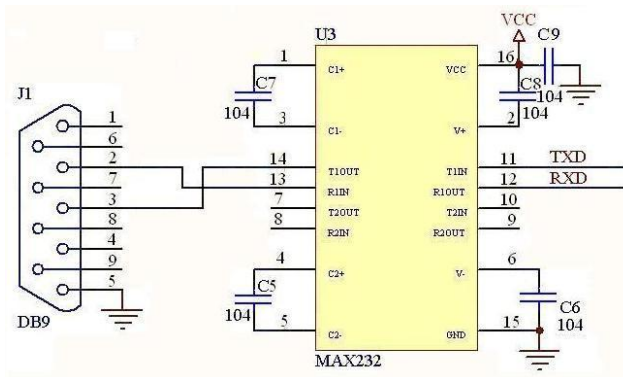 J1
1
6
2
7
3
8
4
9
5
DB9
U3
1
C1+
C7
104
3
C1-
14
T1OUT
13
R1IN
7
T2OUT
8
R2IN
4
C2+
C5
104
5
C2-
MAX232
VCC
C9
16
VCC
104
C8
104
2
V+
11
T1IN
TXD
12
R1OUT
RXD
10
T2IN
9
R2OUT
6
V-
C6
104
15
GND